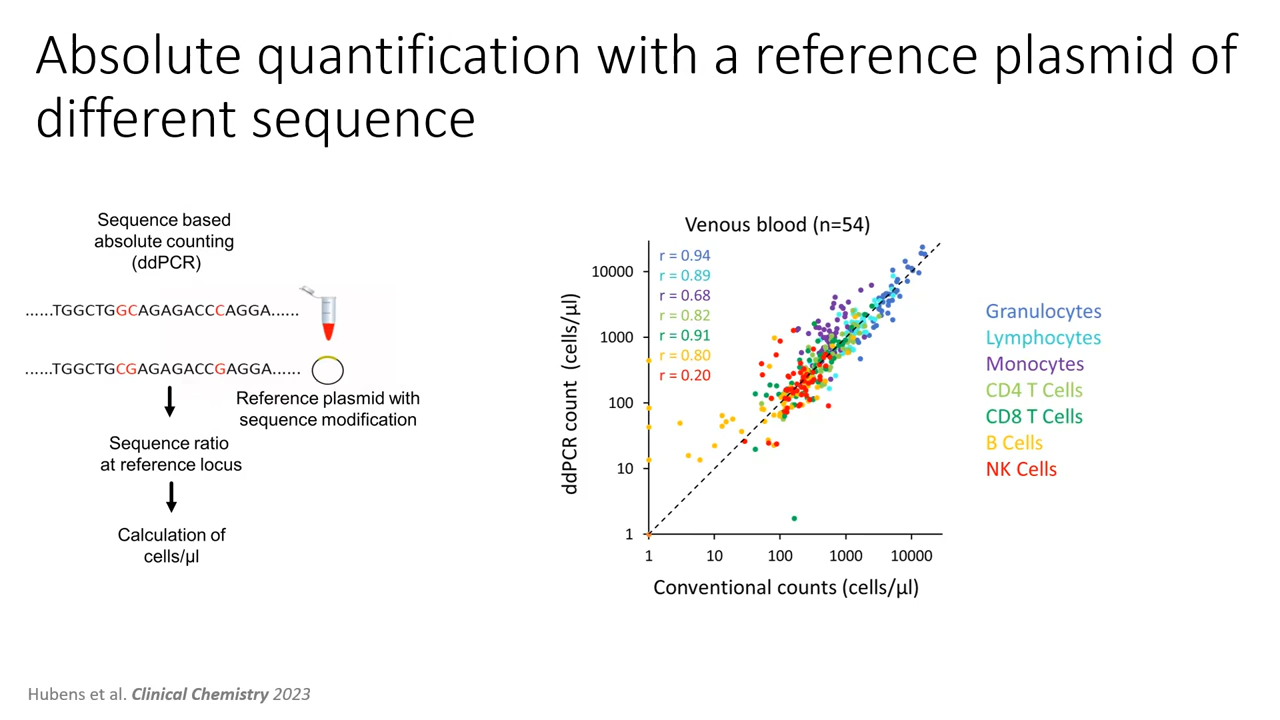 Absolute quantification with a reference plasmid of
different sequence
Sequence based
absolute counting
(ddPCR)
......TGGCTGGCAGAGACCCAGGA......
......TGGCTGCGAGAGACCGAGGA......
Reference plasmid with
sequence modification
Sequence ratio
at reference locus
Calculation of
cells/µl
Venous blood (n=54)
r = 0.94
r = 0.89
r = 0.68
r = 0.82
r = 0.91
r = 0.80
r = 0.20
ddPCR count (cells/µl)
10000
1000
100
10
1
1 10 100 1000 10000
Conventional counts (cells/µl)
Granulocytes
Lymphocytes
Monocytes
CD4 T Cells
CD8 T Cells
B Cells
NK Cells
Hubens et al. Clinical Chemistry 2023